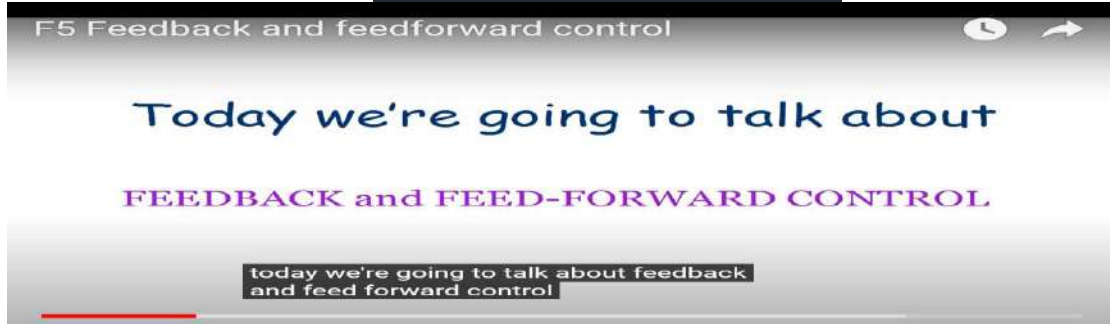 F5 Feedback and feedforward control
Today we're going to talk about
FEEDBACK and FEED-FORWARD CONTROL
today we're going to talk about feedback
and feed forward control